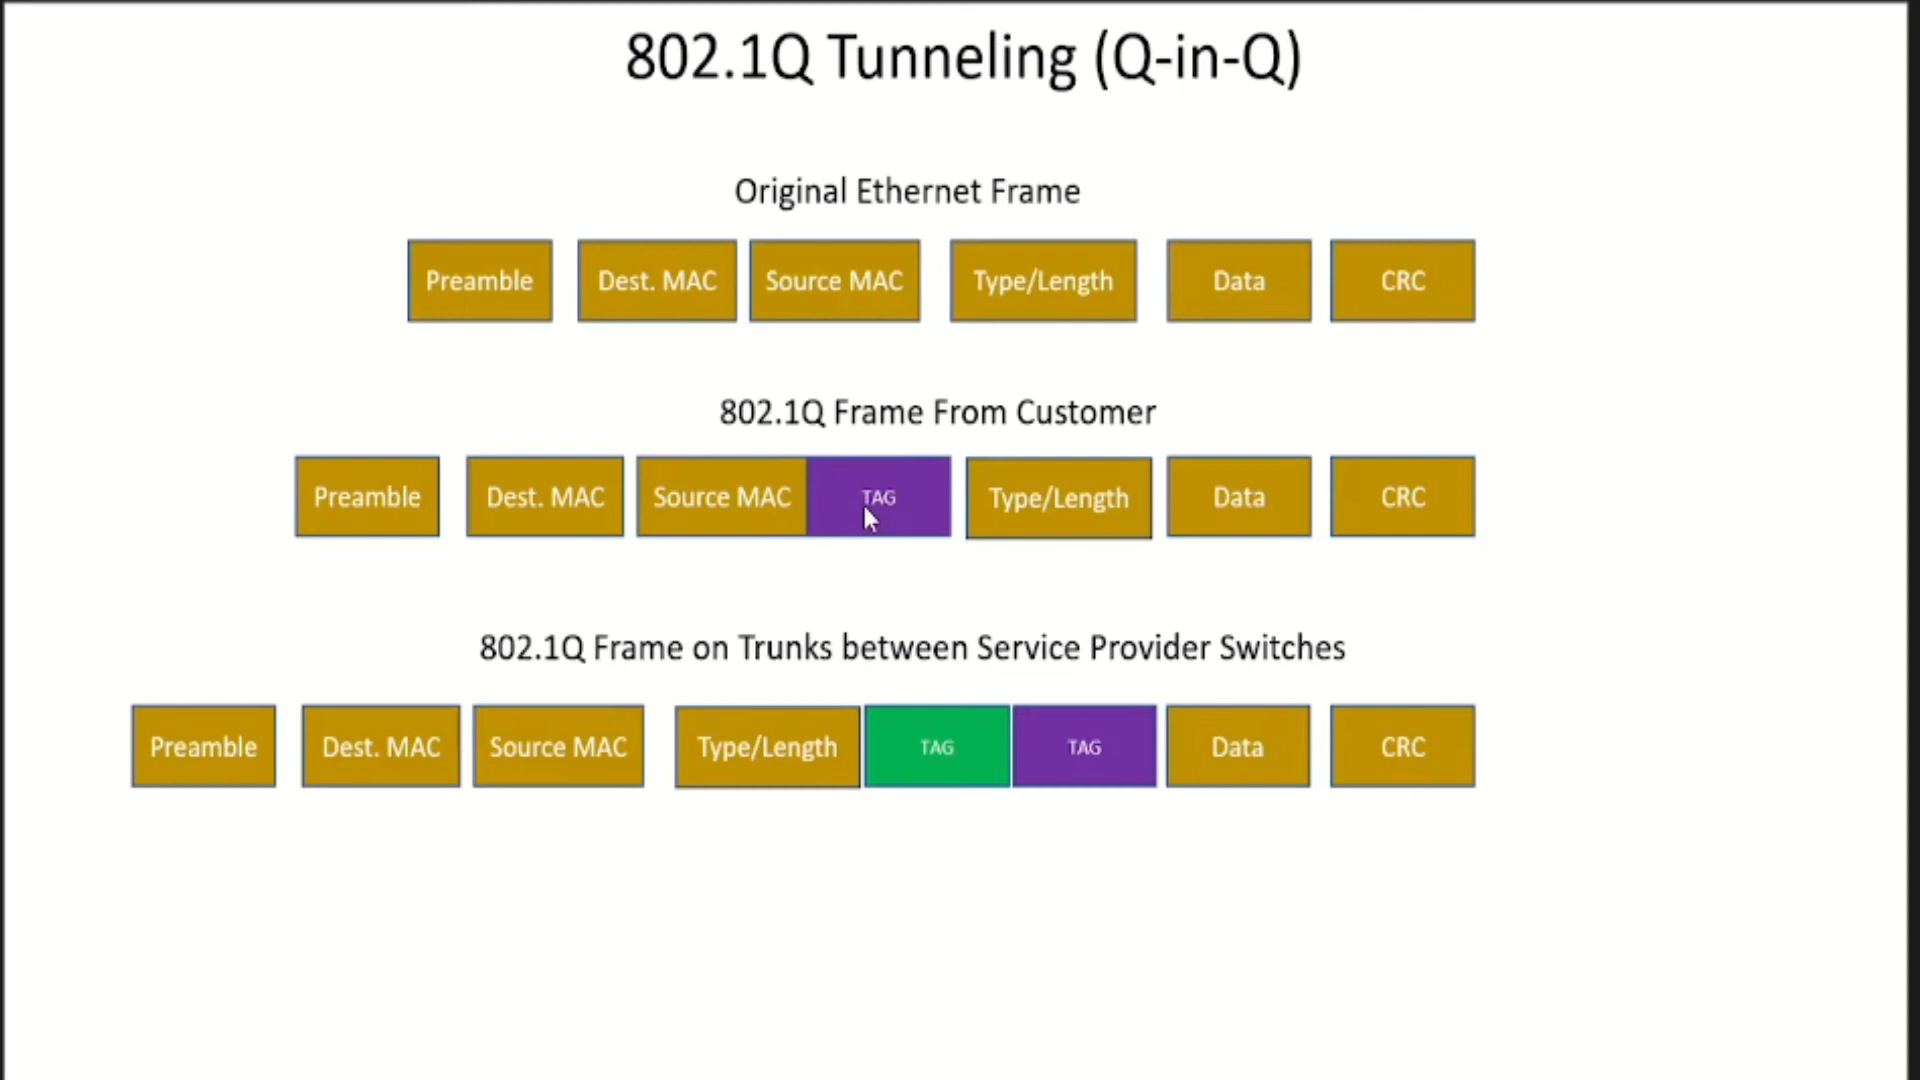 802.1Q Tunneling (Q-in-Q)
Original Ethernet Frame
Preamble Dest. MAC Source MAC Type/Length Data CRC
802.1Q Frame From Customer
Preamble Dest. MAC Source MAC TAG Type/Length Data CRC
802.1Q Frame on Trunks between Service Provider Switches
Preamble Dest. MAC Source MAC Type/Length TAG TAG Data CRC